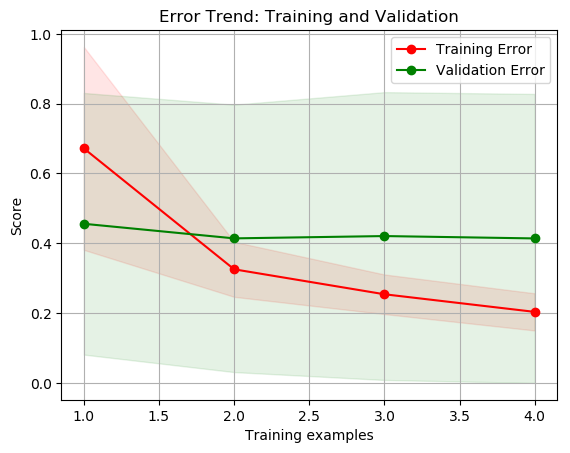 Error Trend: Training and Validation
Training Error
Validation Error
Score
1.0
0.8
0.6
0.4
0.2
0.0
1.0 1.5 2.0 2.5 3.0 3.5 4.0
Training examples